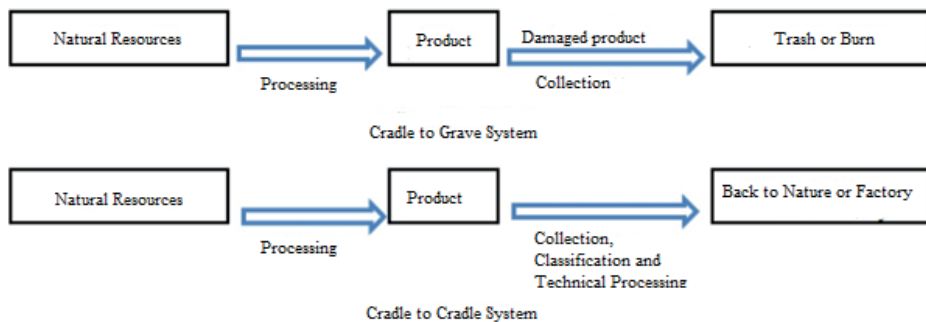 Natural Resources
Processing
Product
Damaged product
Collection
Trash or Burn
Cradle to Grave System
Natural Resources
Processing
Product
Collection,
Classification and
Technical Processing
Back to Nature or Factory
Cradle to Cradle System